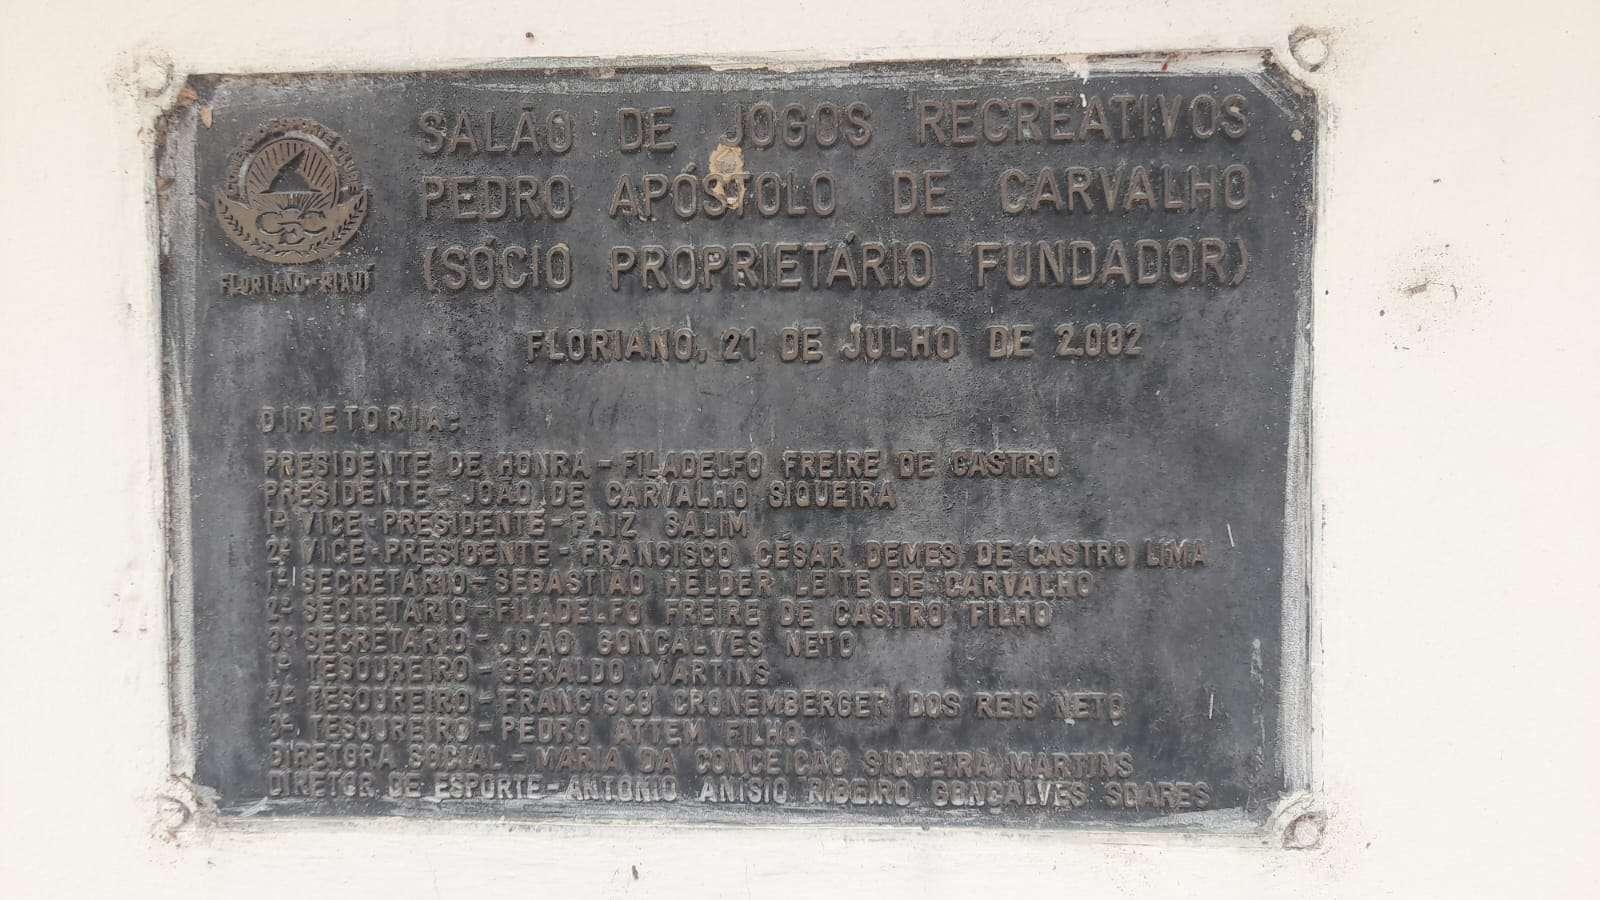 COMÉRCIO ESPORTE CLUBE
CEC
FLORIANO-PIAUÍ
SALÃO DE JOGOS RECREATIVOS
PEDRO APÓSTOLO DE CARVALHO
(SÓCIO PROPRIETÁRIO FUNDADOR)
FLORIANO, 21 DE JULHO DE 2.002
DIRETORIA:
PRESIDENTE DE HONRA - FILADELFO FREIRE DE CASTRO
PRESIDENTE - JOÃO DE CARVALHO SIQUEIRA
1º VICE-PRESIDENTE - FAIZ SALIM
2º VICE-PRESIDENTE - FRANCISCO CÉSAR DEMES DE CASTRO LIMA
1º SECRETÁRIO - SEBASTIÃO HELDER LEITE DE CARVALHO
2º SECRETÁRIO - FILADELFO FREIRE DE CASTRO FILHO
3º SECRETÁRIO - JOÃO GONÇALVES NETO
1º TESOUREIRO - GERALDO MARTINS
2º TESOUREIRO - FRANCISCO CRONEMBERGER DOS REIS NETO
3º TESOUREIRO - PEDRO ATTEM FILHO
DIRETORA SOCIAL - MARIA DA CONCEIÇÃO SIQUEIRA MARTINS
DIRETOR DE ESPORTE - ANTONIO ANISIO RIBEIRO GONÇALVES SOARES